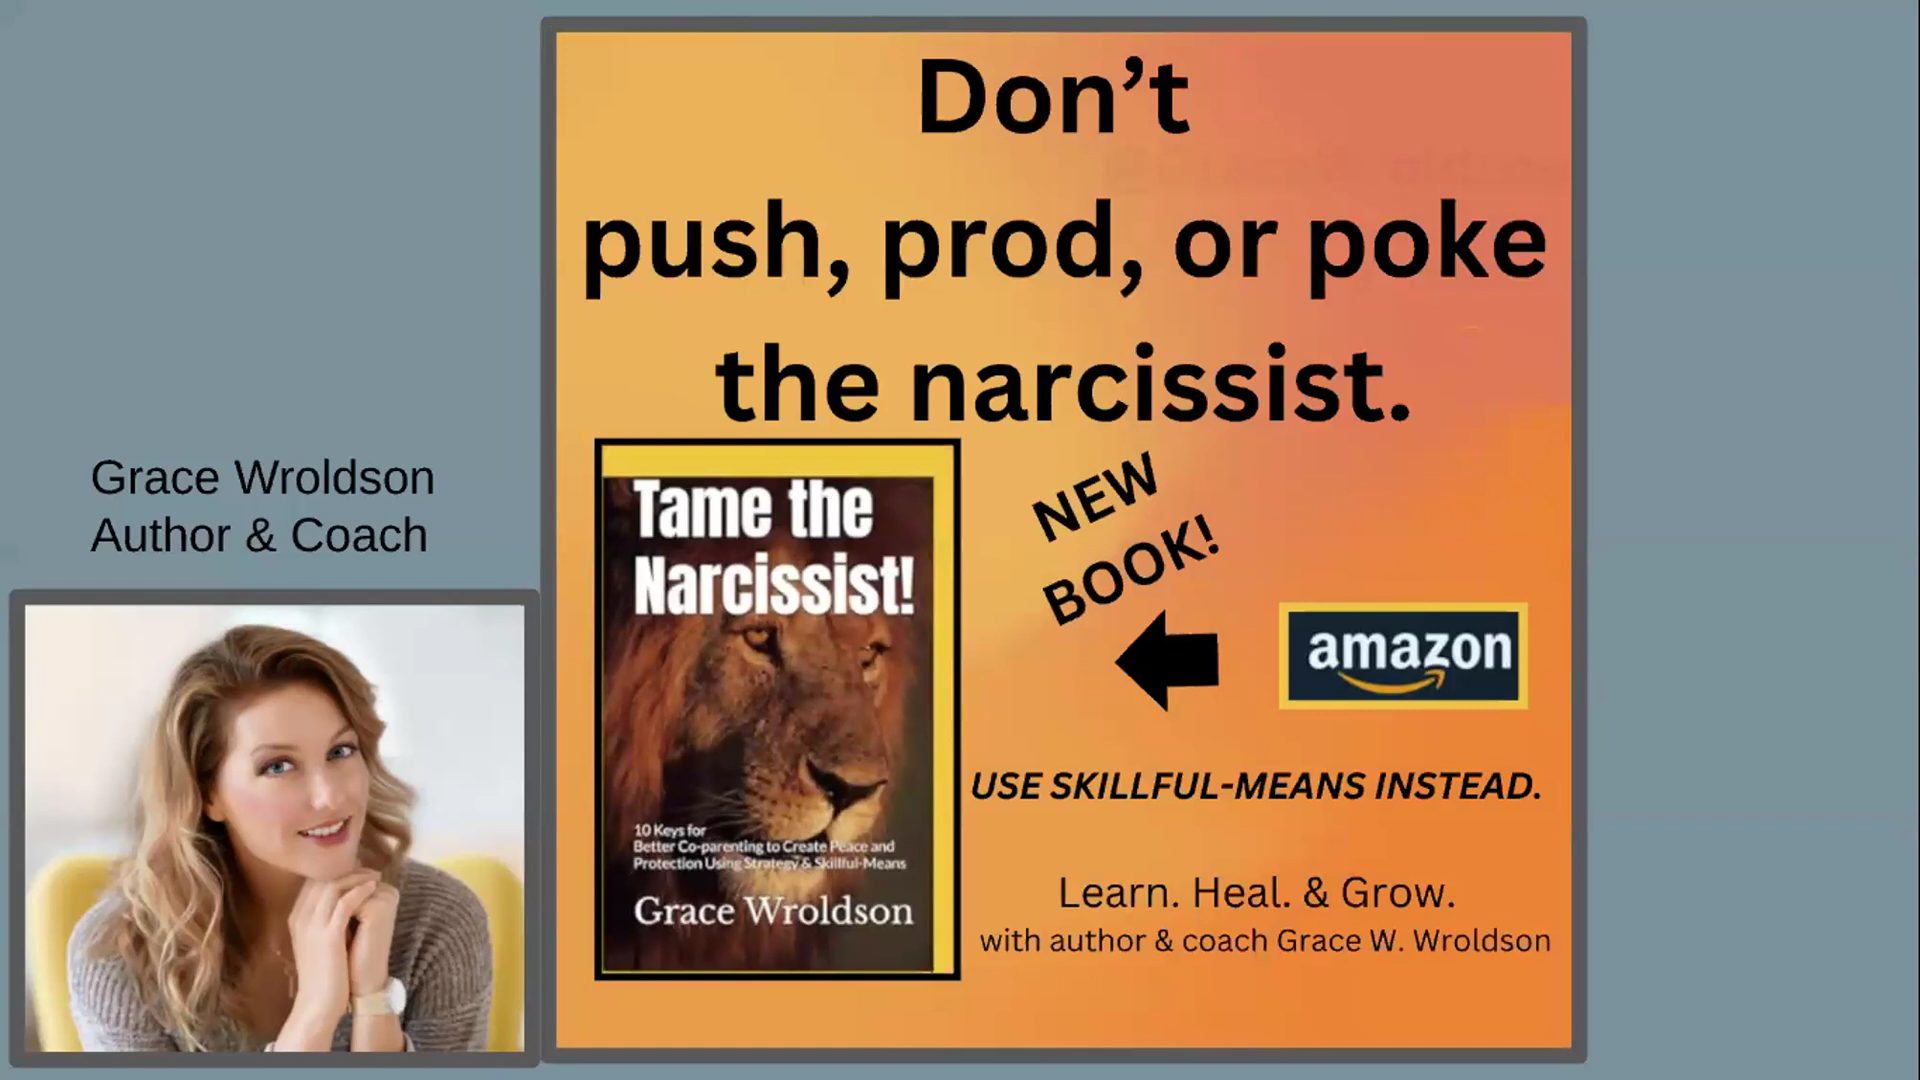 Don't
push, prod, or poke
the narcissist.
Grace Wroldson
Author & Coach
Tame the
Narcissist!
10 Keys for
Better Co-parenting to Create Peace and
Protection Using Strategy & Skillful-Means
Grace Wroldson
NEW
BOOK!
amazon
USE SKILLFUL-MEANS INSTEAD.
Learn. Heal. & Grow.
with author & coach Grace W. Wroldson